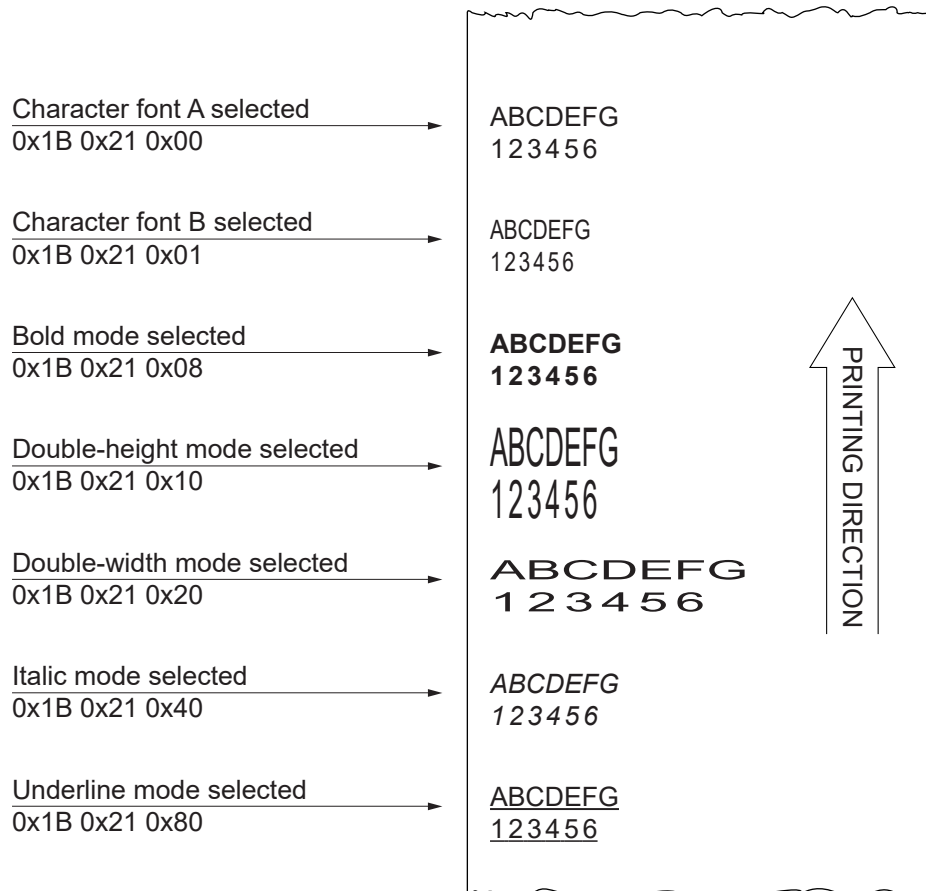 Character font A selected
0x1B 0x21 0x00
ABCDEFG
123456
Character font B selected
0x1B 0x21 0x01
ABCDEFG
123456
Bold mode selected
0x1B 0x21 0x08
ABCDEFG
123456
Double-height mode selected
0x1B 0x21 0x10
ABCDEFG
123456
Double-width mode selected
0x1B 0x21 0x20
ABCDEFG
123456
Italic mode selected
0x1B 0x21 0x40
ABCDEFG
123456
Underline mode selected
0x1B 0x21 0x80
ABCDEFG
123456
PRINTING DIRECTION